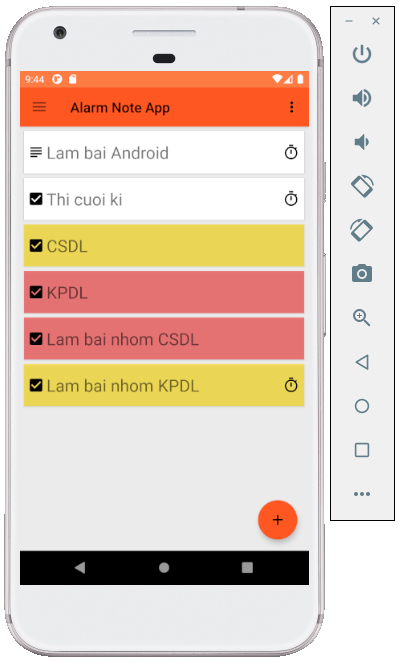 9:44
Alarm Note App
Lam bai Android
Thi cuoi ki
CSDL
KPDL
Lam bai nhom CSDL
Lam bai nhom KPDL